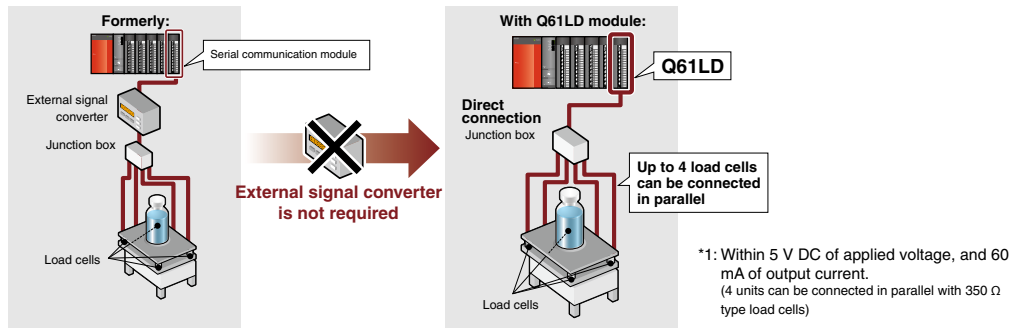 Formerly:
Serial communication module
External signal
converter
Junction box
Load cells
External signal converter
is not required
With Q61LD module:
Q61LD
Direct
connection
Junction box
Up to 4 load cells
can be connected
in parallel
Load cells
*1: Within 5 V DC of applied voltage, and 60
mA of output current.
(4 units can be connected in parallel with 350 Ω
type load cells)